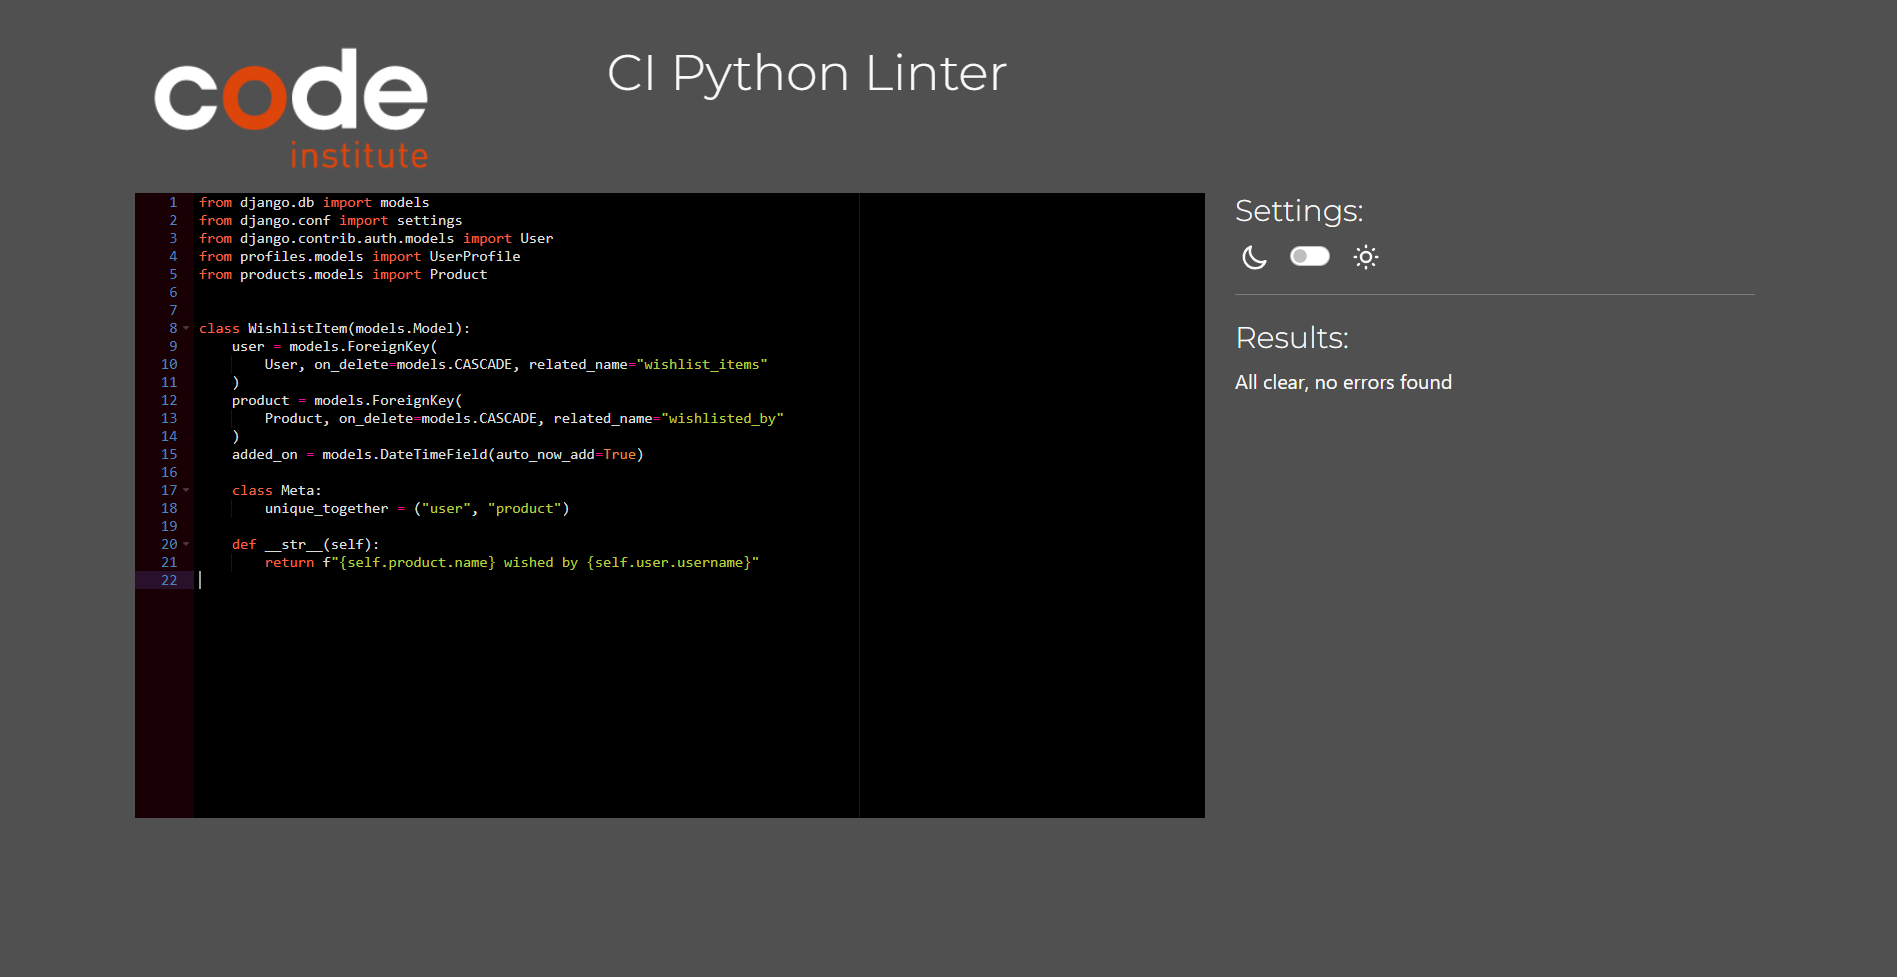 code
institute
CI Python Linter
1 from django.db import models
2 from django.conf import settings
3 from django.contrib.auth.models import User
4 from profiles.models import UserProfile
5 from products.models import Product
6
7
8 class WishlistItem(models.Model):
9     user = models.ForeignKey(
10         User, on_delete=models.CASCADE, related_name="wishlist_items"
11     )
12     product = models.ForeignKey(
13         Product, on_delete=models.CASCADE, related_name="wishlisted_by"
14     )
15     added_on = models.DateTimeField(auto_now_add=True)
16
17     class Meta:
18         unique_together = ("user", "product")
19
20     def __str__(self):
21         return f"{self.product.name} wished by {self.user.username}"
22
Settings:
Results:
All clear, no errors found